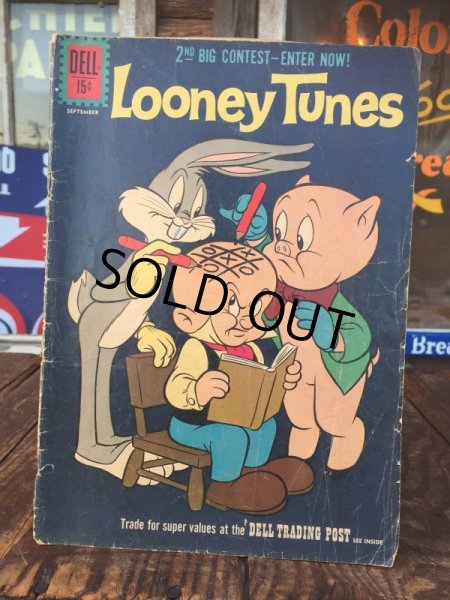 2ND BIG CONTEST—ENTER NOW!
DELL
15¢
SEPTEMBER
LOONEY TUNES
SOLD OUT
Trade for super values at the DELL TRADING POST SEE INSIDE
Brea